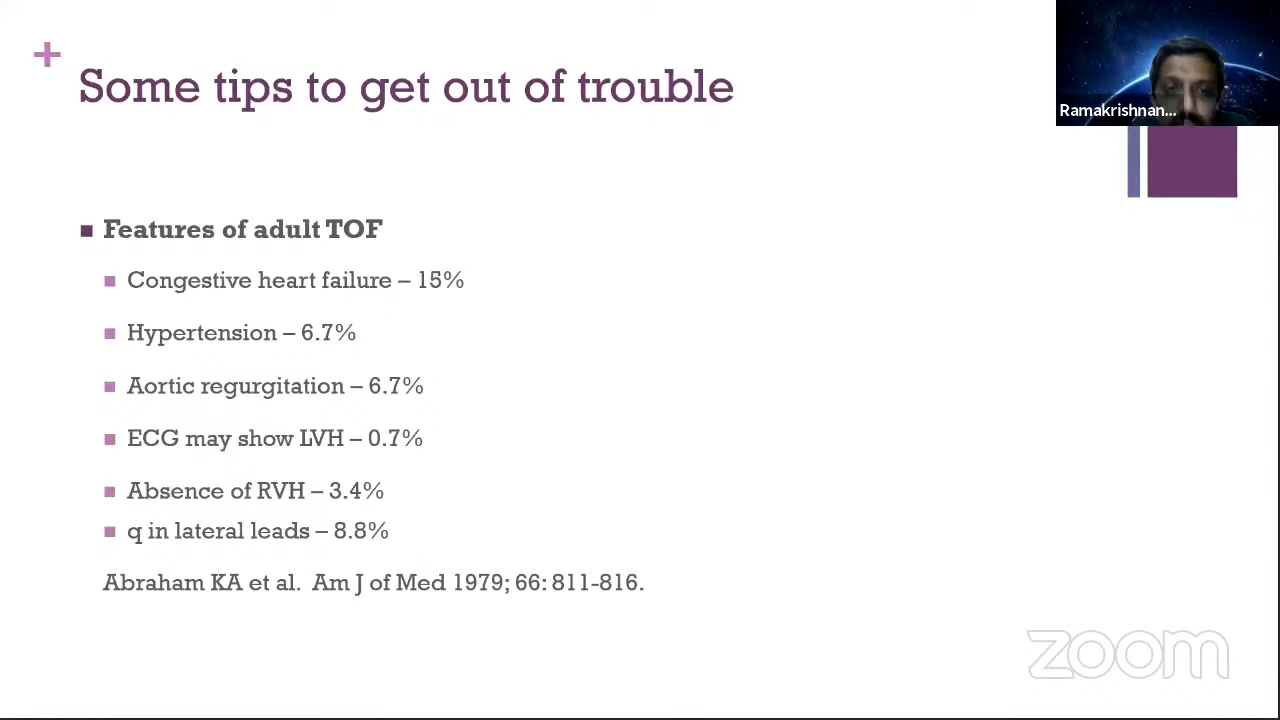 +
Some tips to get out of trouble
Ramakrishnan...
Features of adult TOF
Congestive heart failure – 15%
Hypertension – 6.7%
Aortic regurgitation – 6.7%
ECG may show LVH – 0.7%
Absence of RVH – 3.4%
q in lateral leads – 8.8%
Abraham KA et al. Am J of Med 1979; 66: 811-816.
zoom